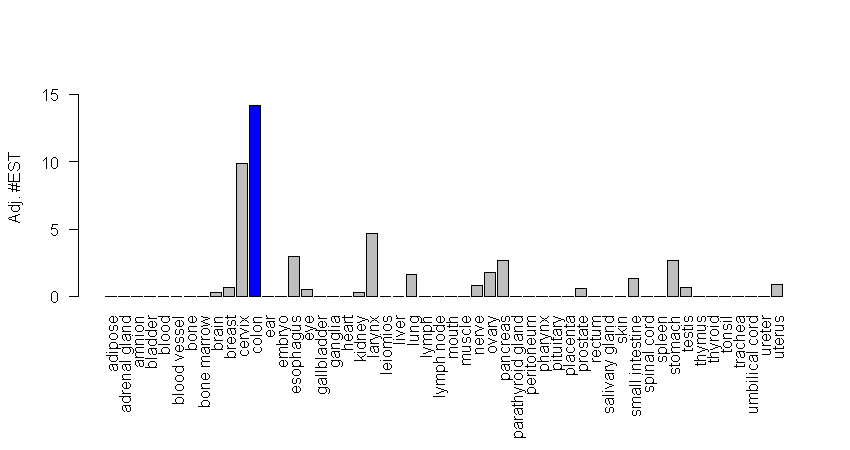 15
10
5
0
Adj. #EST
adipose
adrenal gland
amnion
bladder
blood
blood vessel
bone
bone marrow
brain
breast
cervix
colon
ear
embryo
esophagus
eye
gallbladder
ganglia
heart
kidney
larynx
leiomios
liver
lung
lymph
lymph node
mouth
muscle
nerve
ovary
pancreas
parathyroid gland
peritoneum
pharynx
pituitary
placenta
prostate
rectum
salivary gland
skin
small intestine
spinal cord
spleen
stomach
testis
thymus
thyroid
tonsil
trachea
umbilical cord
ureter
uterus